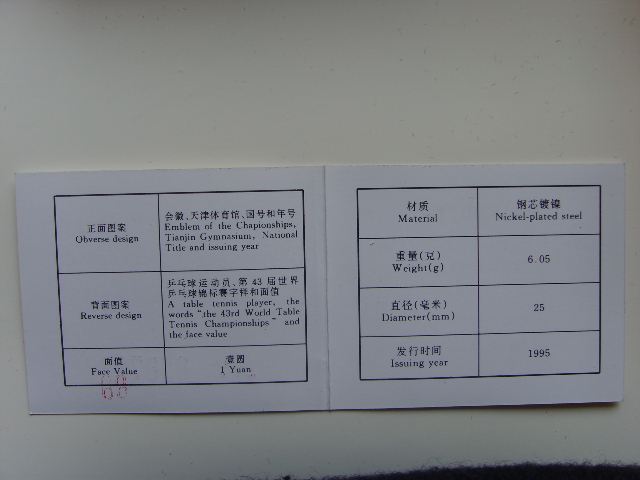 正面图案
Obverse design
会徽、天津体育馆、国号和年号
Emblem of the Chapionships,
Tianjin Gymnasium, National
Title and issuing year
背面图案
Reverse design
乒乓球运动员、第 43 届世界
乒乓球锦标赛字样和面值
A table tennis player, the
words "the 43rd World Table
Tennis Championships" and
the face value
面值
Face Value
壹圆
1 Yuan
材质
Material
钢芯镀镍
Nickel-plated steel
重量(克)
Weight(g)
6.05
直径(毫米)
Diameter(mm)
25
发行时间
Issuing year
1995